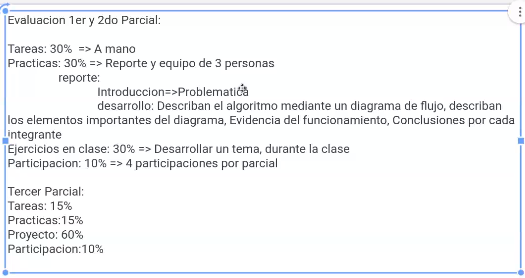 Evaluacion 1er y 2do Parcial:
Tareas: 30% => A mano
Practicas: 30% => Reporte y equipo de 3 personas
reporte:
Introduccion=>Problematica
desarrollo: Describan el algoritmo mediante un diagrama de flujo, describan
los elementos importantes del diagrama, Evidencia del funcionamiento, Conclusiones por cada
integrante
Ejercicios en clase: 30% => Desarrollar un tema, durante la clase
Participacion: 10% => 4 participaciones por parcial
Tercer Parcial:
Tareas: 15%
Practicas:15%
Proyecto: 60%
Participacion:10%